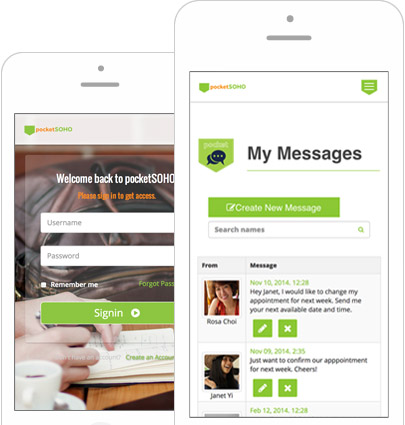 pocketSOHO
Welcome back to pocketSOHO
Please sign in to get access.
Username
Password
Remember me
Forgot Pass
Signin
have an account? Create an Accou
pocketSOHO
pocket.
My Messages
Create New Message
Search names
From
Message
Nov 10, 2014. 12:28
Hey Janet, I would like to change my
appointment for next week. Send me
your next available date and time.
Rosa Choi
Nov 09, 2014. 2:35
Just want to confirm our apppointment
for next week. Cheers!
Janet Yi
Feb 12, 2014. 12:28